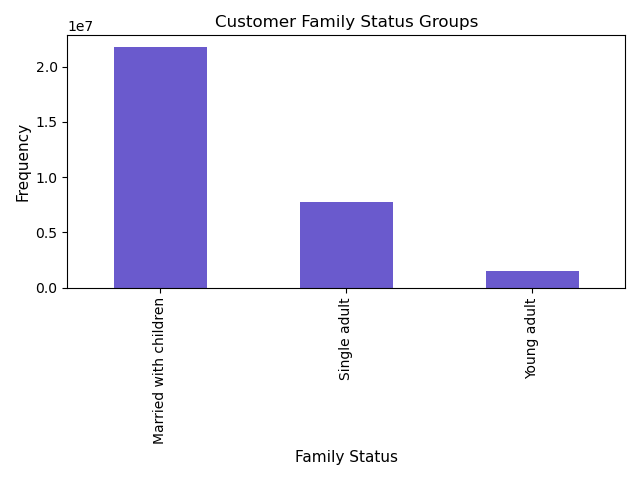 Customer Family Status Groups
1e7
2.0
1.5
1.0
0.5
0.0
Frequency
Married with children
Single adult
Young adult
Family Status